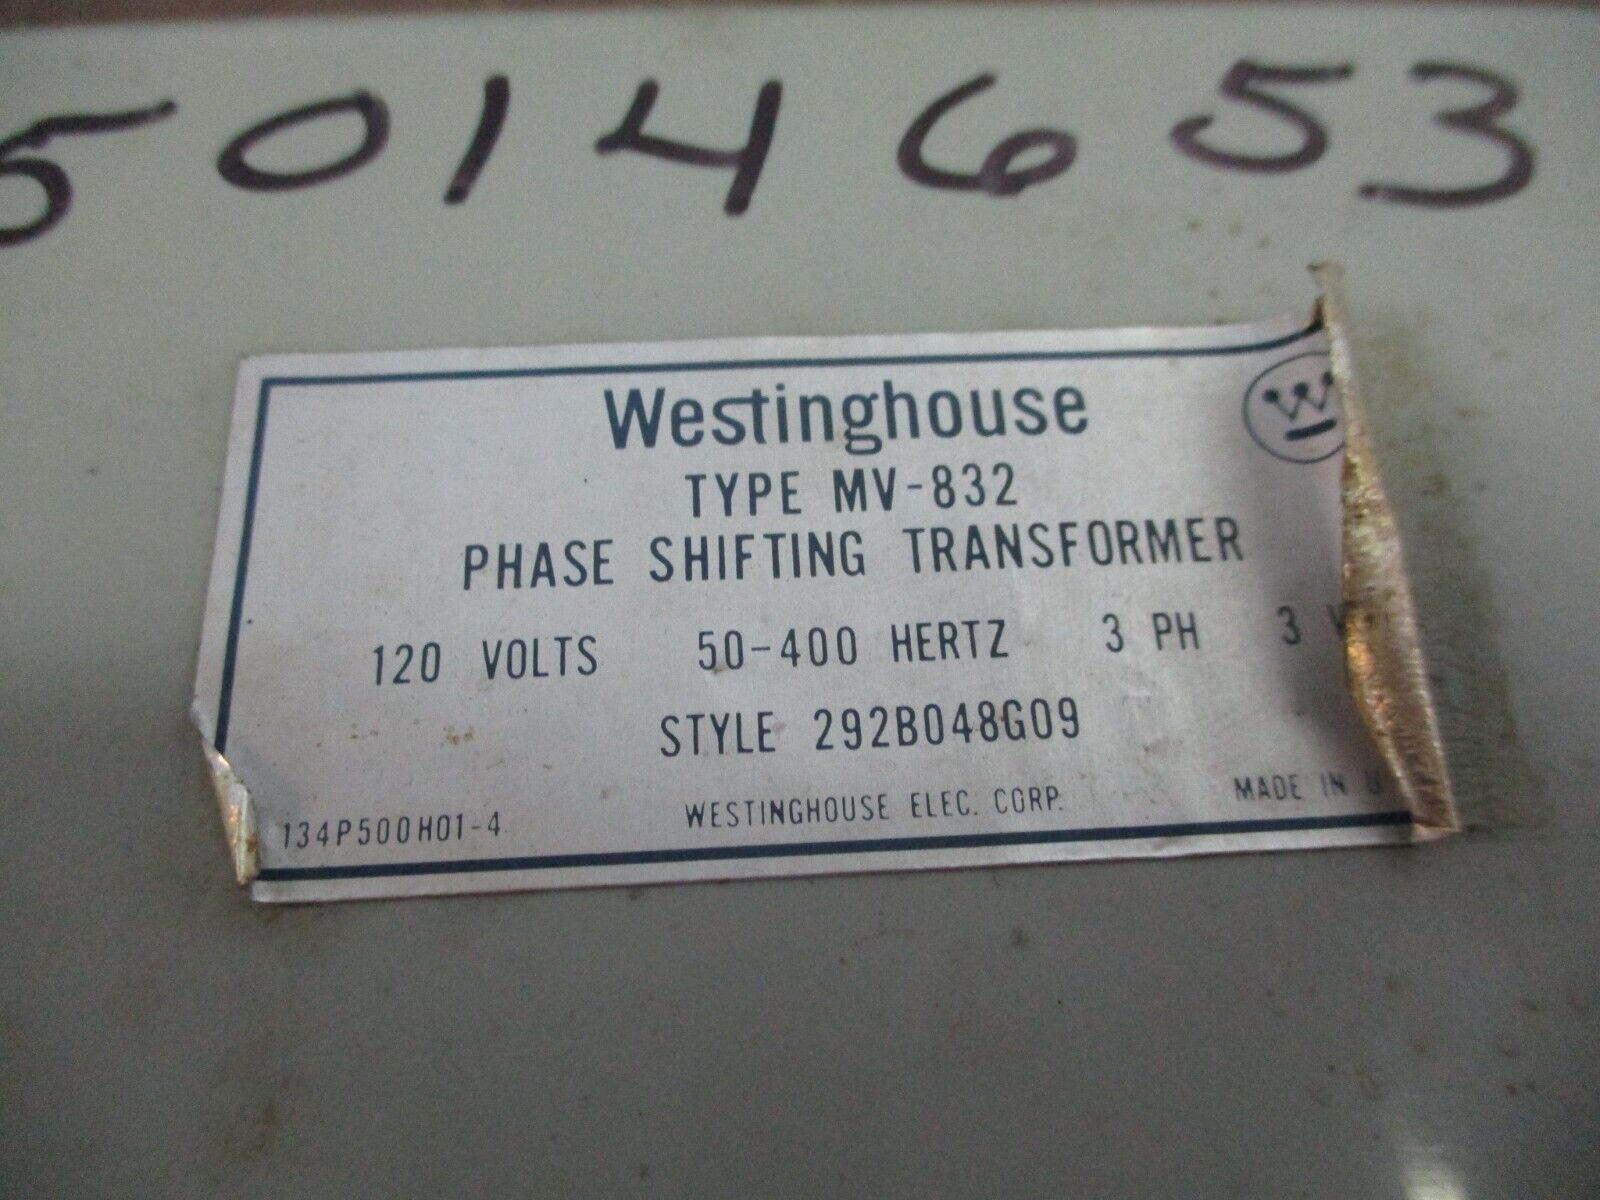 5014653
Westinghouse
TYPE MV-832
PHASE SHIFTING TRANSFORMER
120 VOLTS 50-400 HERTZ 3 PH 3
STYLE 292B048G09
134P500H01-4 WESTINGHOUSE ELEC. CORP. MADE IN